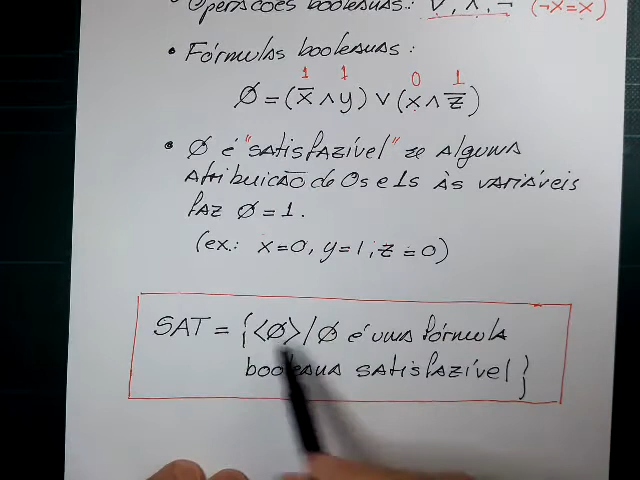 • Operações booleanas: ∨, ∧, ¬ (¬x=x̅)
• Fórmulas booleanas:
1 1 0 1
Ø = (x̅ ∧ y) ∨ (x ∧ z̅)
• Ø é "satisfazível" se alguma
atribuição de 0s e 1s às variáveis
faz Ø = 1.
(ex.: x=0, y=1, z=0)
SAT = {<Ø> / Ø é uma fórmula
booleana satisfazível}